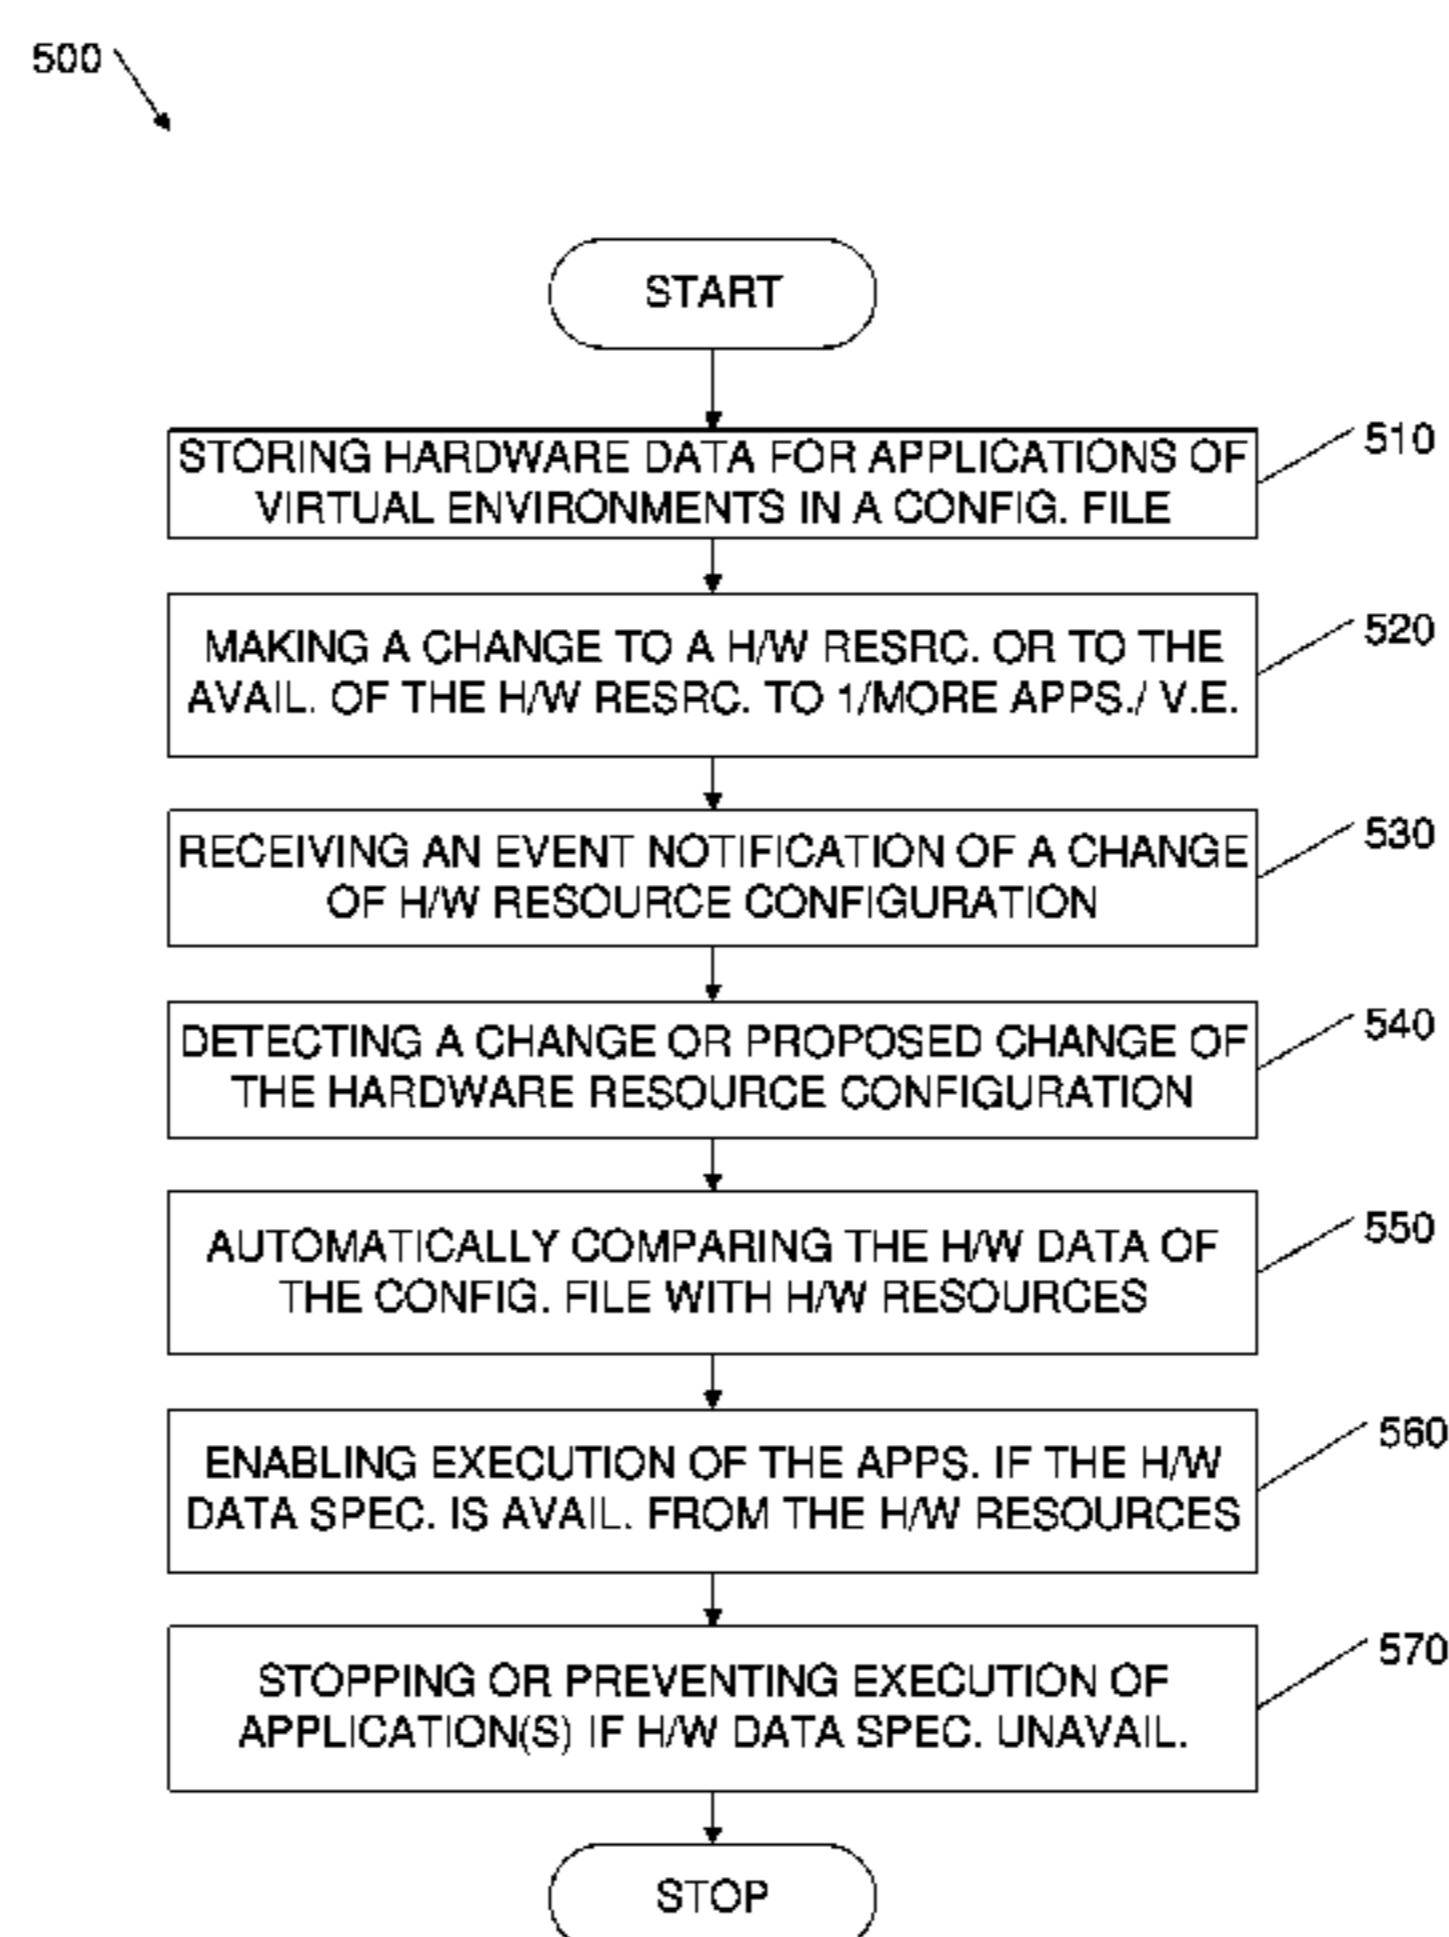 500
START
STORING HARDWARE DATA FOR APPLICATIONS OF
VIRTUAL ENVIRONMENTS IN A CONFIG. FILE
510
MAKING A CHANGE TO A H/W RESRC. OR TO THE
AVAIL. OF THE H/W RESRC. TO 1/MORE APPS./ V.E.
520
RECEIVING AN EVENT NOTIFICATION OF A CHANGE
OF H/W RESOURCE CONFIGURATION
530
DETECTING A CHANGE OR PROPOSED CHANGE OF
THE HARDWARE RESOURCE CONFIGURATION
540
AUTOMATICALLY COMPARING THE H/W DATA OF
THE CONFIG. FILE WITH H/W RESOURCES
550
ENABLING EXECUTION OF THE APPS. IF THE H/W
DATA SPEC. IS AVAIL. FROM THE H/W RESOURCES
560
STOPPING OR PREVENTING EXECUTION OF
APPLICATION(S) IF H/W DATA SPEC. UNAVAIL.
570
STOP